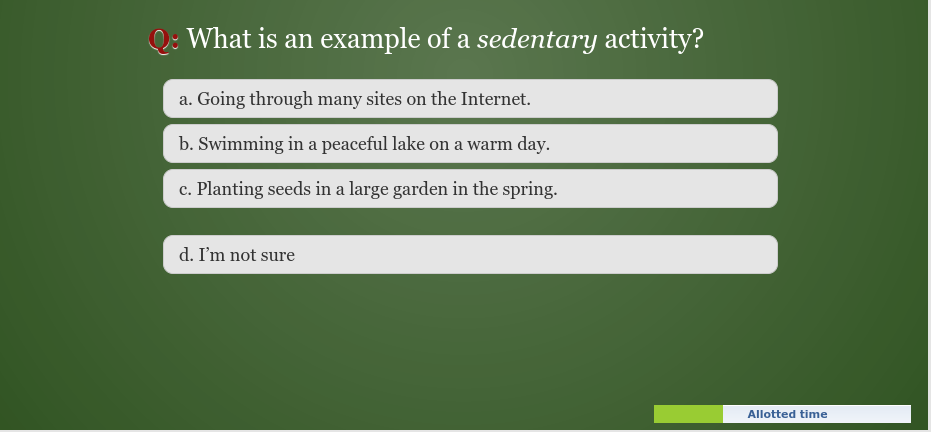 Q: What is an example of a sedentary activity?
a. Going through many sites on the Internet.
b. Swimming in a peaceful lake on a warm day.
c. Planting seeds in a large garden in the spring.
d. I’m not sure
Allotted time